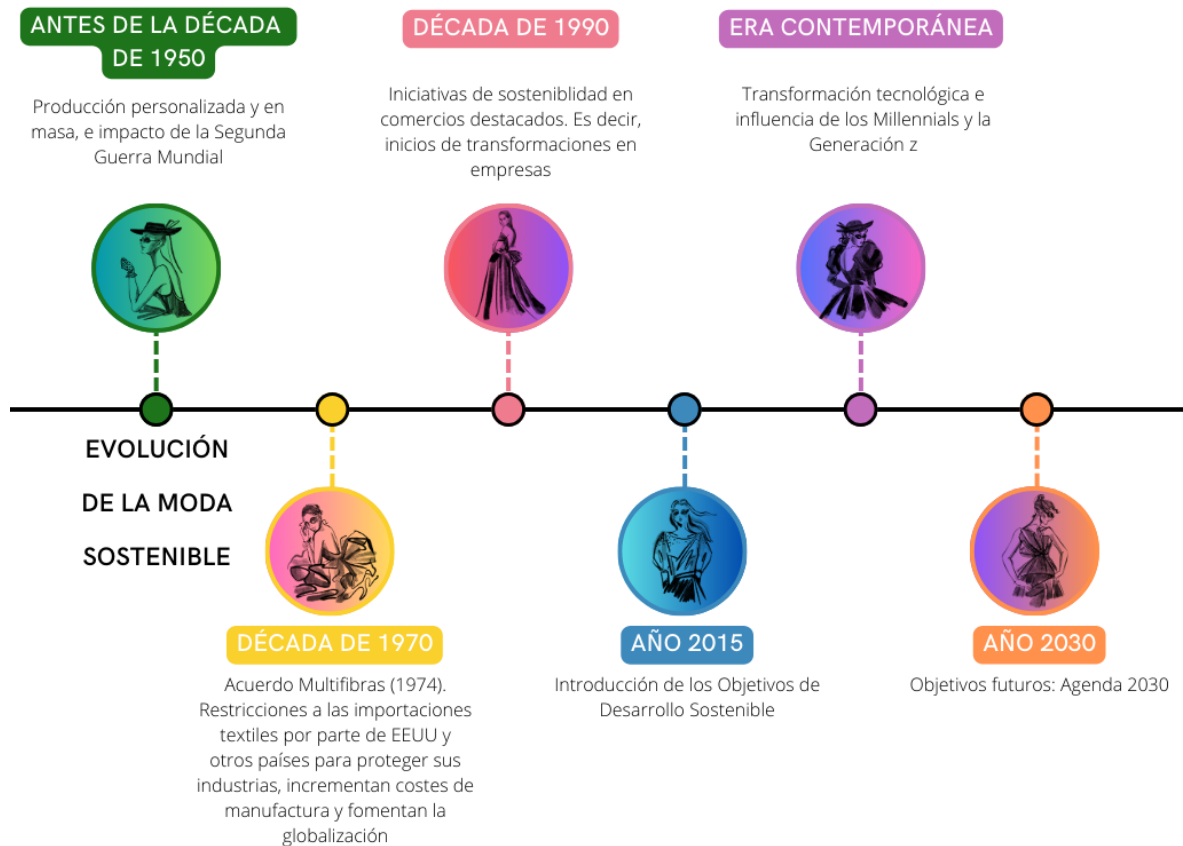 ANTES DE LA DÉCADA
DE 1950
Producción personalizada y en
masa, e impacto de la Segunda
Guerra Mundial
DÉCADA DE 1990
Iniciativas de sosteniblidad en
comercios destacados. Es decir,
inicios de transformaciones en
empresas
ERA CONTEMPORÁNEA
Transformación tecnológica e
influencia de los Millennials y la
Generación z
EVOLUCIÓN
DE LA MODA
SOSTENIBLE
DÉCADA DE 1970
Acuerdo Multifibras (1974).
Restricciones a las importaciones
textiles por parte de EEUU y
otros países para proteger sus
industrias, incrementan costes de
manufactura y fomentan la
globalización
AÑO 2015
Introducción de los Objetivos de
Desarrollo Sostenible
AÑO 2030
Objetivos futuros: Agenda 2030